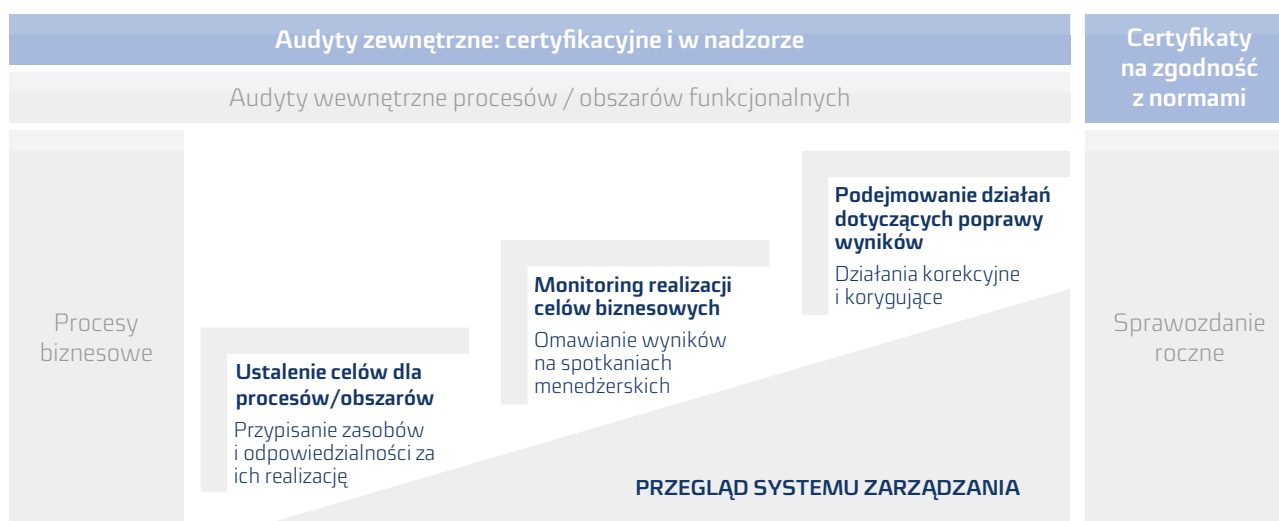 Audyty zewnętrzne: certyfikacyjne i w nadzorze
Certyfikaty
na zgodność
z normami
Audyty wewnętrzne procesów / obszarów funkcjonalnych
Procesy
biznesowe
Ustalenie celów dla
procesów/obszarów
Przypisanie zasobów
i odpowiedzialności za
ich realizację
Monitoring realizacji
celów biznesowych
Omawianie wyników
na spotkaniach
menedżerskich
Podejmowanie działań
dotyczących poprawy
wyników
Działania korekcyjne
i korygujące
PRZEGLĄD SYSTEMU ZARZĄDZANIA
Sprawozdanie
roczne